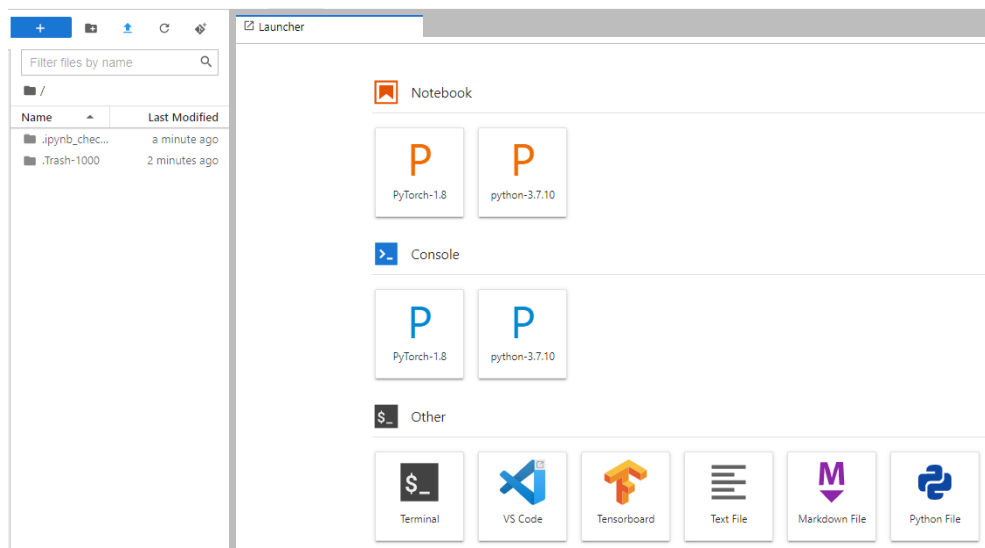 +
Launcher
Filter files by name
/
Name Last Modified
.ipynb_chec... a minute ago
.Trash-1000 2 minutes ago
Notebook
P P
PyTorch-1.8 python-3.7.10
Console
P P
PyTorch-1.8 python-3.7.10
$_ Other
$_ M
Terminal VS Code Tensorboard Text File Markdown File Python File